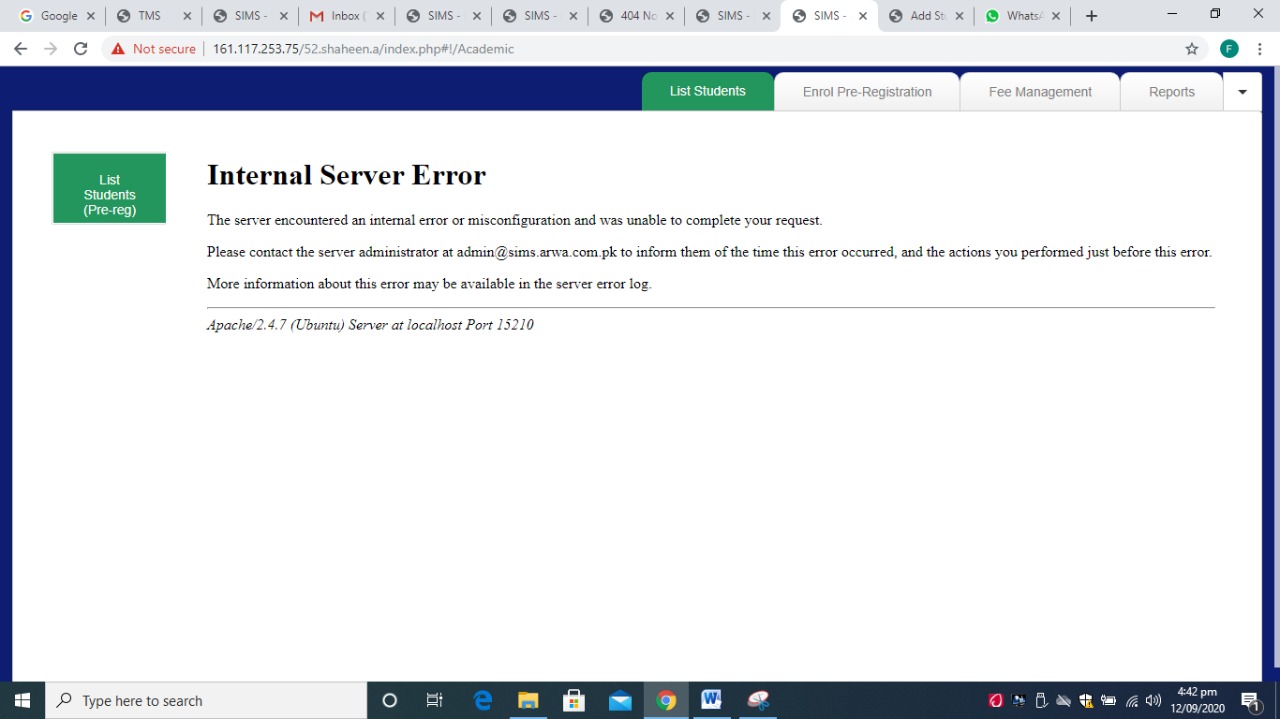 Google
TMS
SIMS -
Inbox (
SIMS -
SIMS -
404 No
SIMS -
SIMS -
Add Stu
WhatsA
Not secure
161.117.253.75/52.shaheen.a/index.php#!/Academic
F
List Students
Enrol Pre-Registration
Fee Management
Reports
List
Students
(Pre-reg)
Internal Server Error
The server encountered an internal error or misconfiguration and was unable to complete your request.
Please contact the server administrator at admin@sims.arwa.com.pk to inform them of the time this error occurred, and the actions you performed just before this error.
More information about this error may be available in the server error log.
Apache/2.4.7 (Ubuntu) Server at localhost Port 15210
Type here to search
4:42 pm
12/09/2020
1